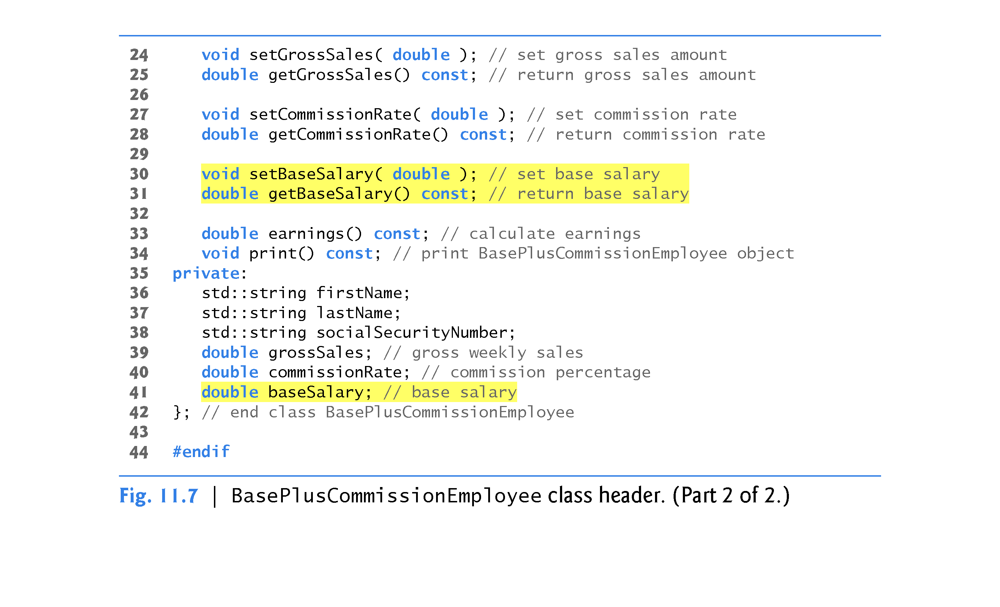 24 void setGrossSales( double ); // set gross sales amount
25 double getGrossSales() const; // return gross sales amount
26
27 void setCommissionRate( double ); // set commission rate
28 double getCommissionRate() const; // return commission rate
29
30 void setBaseSalary( double ); // set base salary
31 double getBaseSalary() const; // return base salary
32
33 double earnings() const; // calculate earnings
34 void print() const; // print BasePlusCommissionEmployee object
35 private:
36 std::string firstName;
37 std::string lastName;
38 std::string socialSecurityNumber;
39 double grossSales; // gross weekly sales
40 double commissionRate; // commission percentage
41 double baseSalary; // base salary
42 }; // end class BasePlusCommissionEmployee
43
44 #endif
Fig. 11.7 | BasePlusCommissionEmployee class header. (Part 2 of 2.)